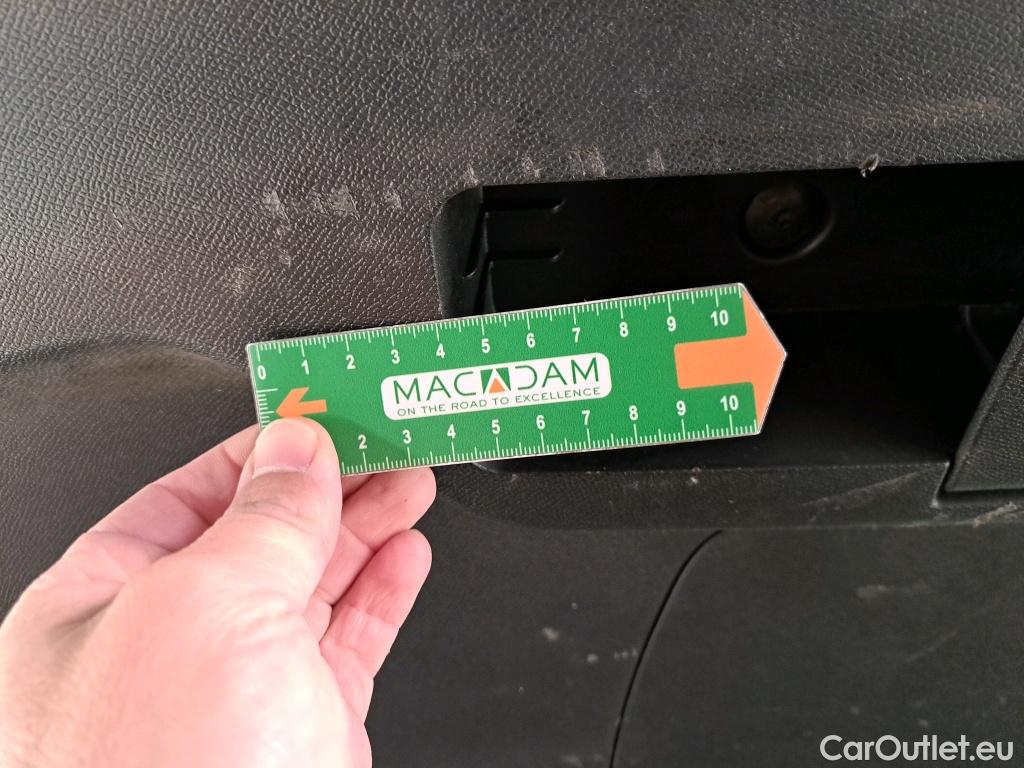 0 1 2 3 4 5 6 7 8 9 10
MACADAM
ON THE ROAD TO EXCELLENCE
2 3 4 5 6 7 8 9 10
CarOutlet.eu